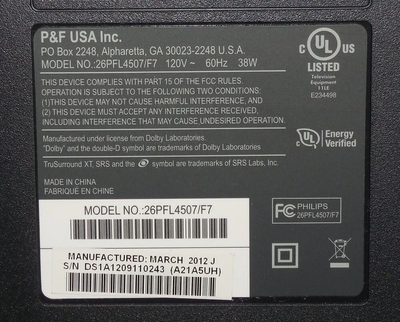 P&F USA Inc.
PO Box 2248, Alpharetta, GA 30023-2248 U.S.A.
MODEL NO.:26PFL4507/F7 120V ~ 60Hz 38W
THIS DEVICE COMPLIES WITH PART 15 OF THE FCC RULES.
OPERATION IS SUBJECT TO THE FOLLOWING TWO CONDITIONS:
(1)THIS DEVICE MAY NOT CAUSE HARMFUL INTERFERENCE, AND
(2) THIS DEVICE MUST ACCEPT ANY INTERFERENCE RECEIVED,
INCLUDING INTERFERENCE THAT MAY CAUSE UNDESIRED OPERATION.
C UL US
LISTED
Television
Equipment
11LE
E234498
Manufactured under license from Dolby Laboratories.
"Dolby" and the double-D symbol are trademarks of Dolby Laboratories.
UL Energy
Verified
TruSurround XT, SRS and the symbol are trademarks of SRS Labs, Inc.
MADE IN CHINA
FABRIQUÉ EN CHINE
MODEL NO.:26PFL4507/F7
FC PHILIPS
26PFL4507/F7
MANUFACTURED: MARCH 2012 J
S/N DS1A1209110243 (A21A5UH)